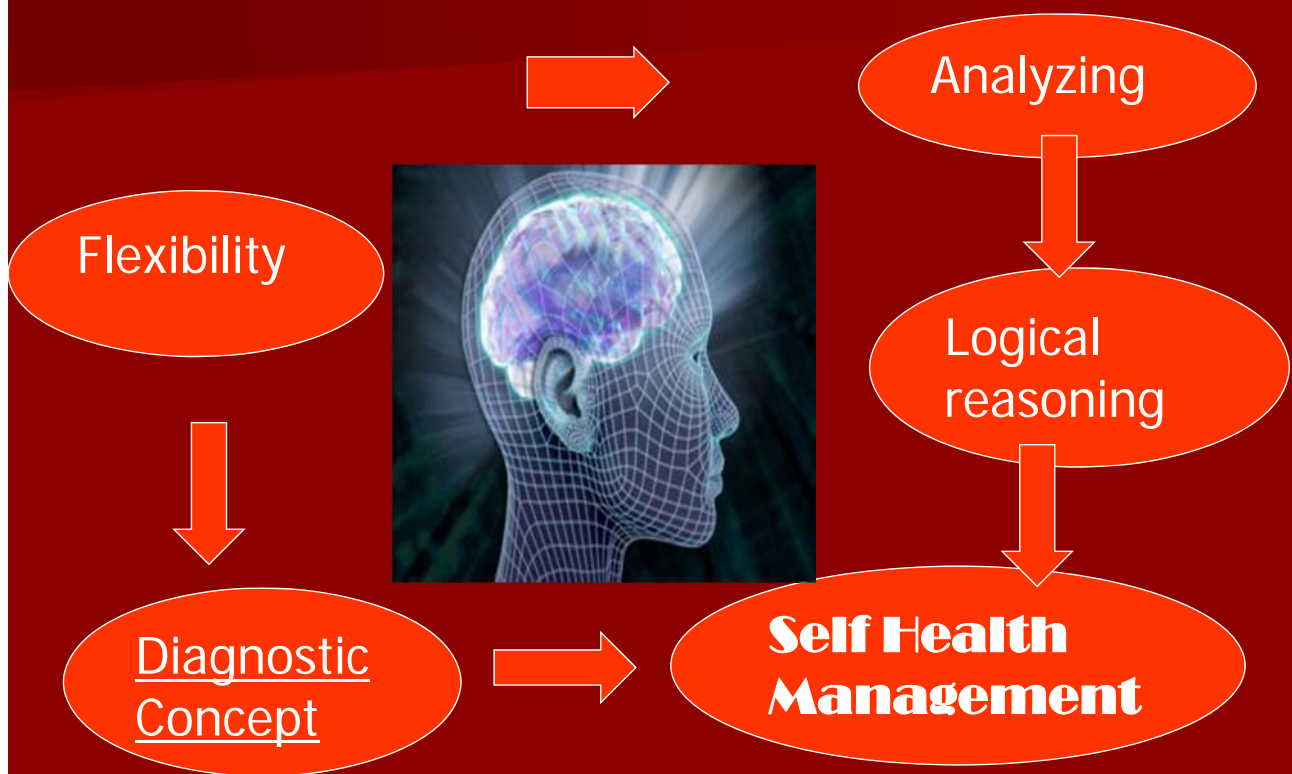 Analyzing
Flexibility
Logical
reasoning
Diagnostic
Concept
Self Health
Management